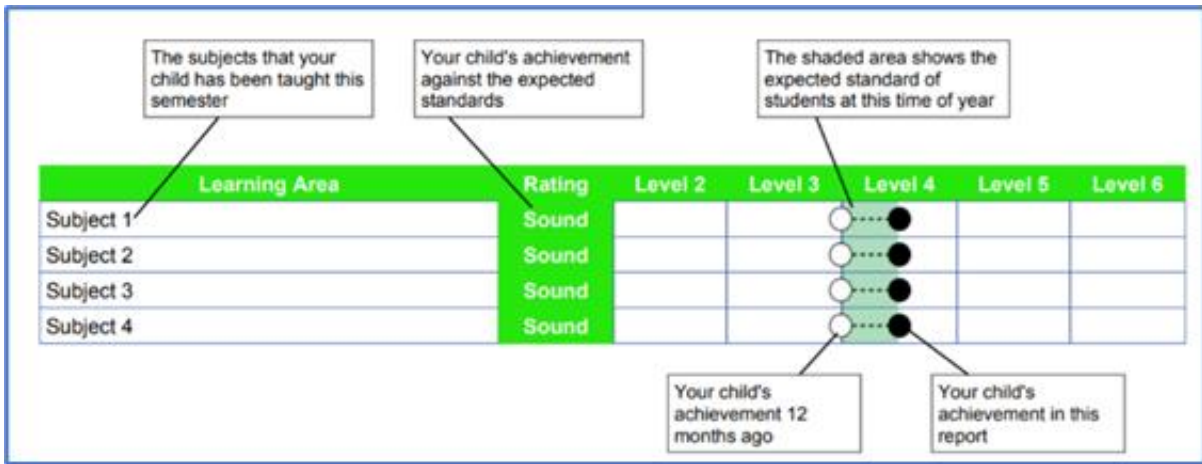 The subjects that your
child has been taught this
semester
Your child's achievement
against the expected
standards
The shaded area shows the
expected standard of
students at this time of year
Learning Area Rating Level 2 Level 3 Level 4 Level 5 Level 6
Subject 1 Sound
Subject 2 Sound
Subject 3 Sound
Subject 4 Sound
Your child's
achievement 12
months ago
Your child's
achievement in this
report